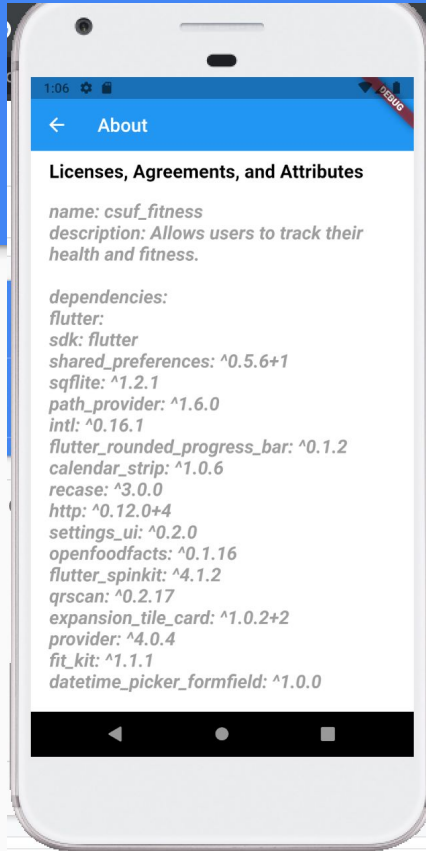 1:06
DEBUG
About
Licenses, Agreements, and Attributes
name: csuf_fitness
description: Allows users to track their
health and fitness.
dependencies:
flutter:
sdk: flutter
shared_preferences: ^0.5.6+1
sqflite: ^1.2.1
path_provider: ^1.6.0
intl: ^0.16.1
flutter_rounded_progress_bar: ^0.1.2
calendar_strip: ^1.0.6
recase: ^3.0.0
http: ^0.12.0+4
settings_ui: ^0.2.0
openfoodfacts: ^0.1.16
flutter_spinkit: ^4.1.2
qrscan: ^0.2.17
expansion_tile_card: ^1.0.2+2
provider: ^4.0.4
fit_kit: ^1.1.1
datetime_picker_formfield: ^1.0.0